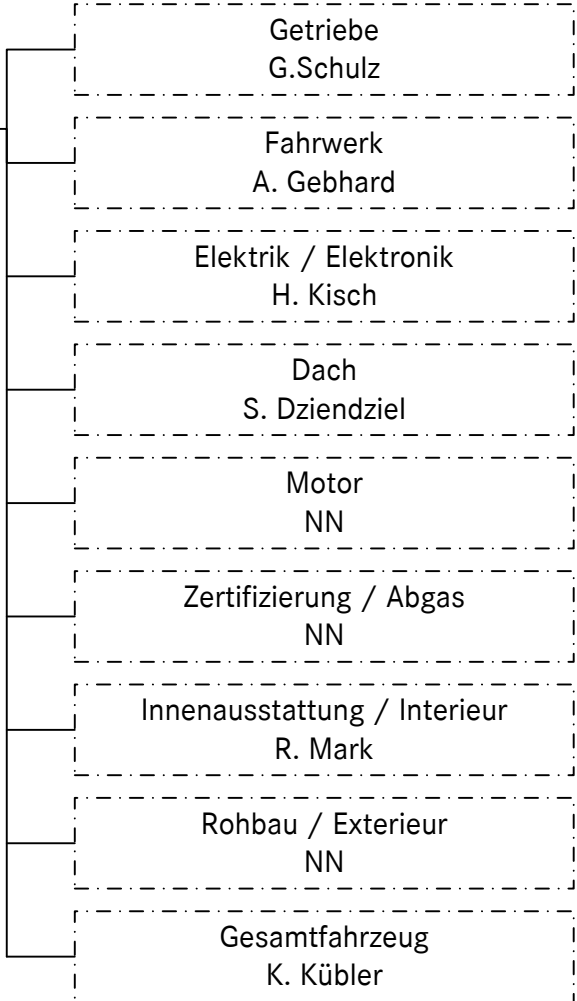 Getriebe
G.Schulz
Fahrwerk
A. Gebhard
Elektrik / Elektronik
H. Kisch
Dach
S. Dziendziel
Motor
NN
Zertifizierung / Abgas
NN
Innenausstattung / Interieur
R. Mark
Rohbau / Exterieur
NN
Gesamtfahrzeug
K. Kübler